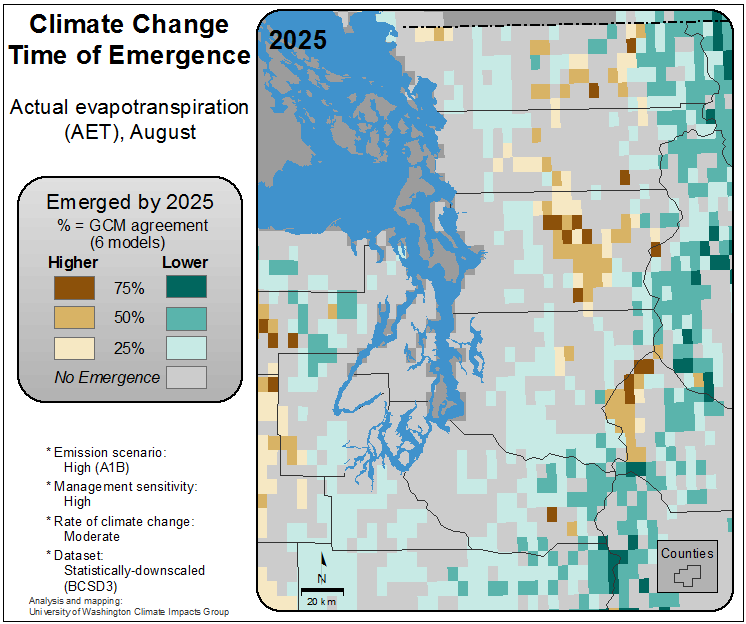 Climate Change
Time of Emergence
Actual evapotranspiration
(AET), August
2025
Emerged by 2025
% = GCM agreement
(6 models)
Higher Lower
75%
50%
25%
No Emergence
* Emission scenario:
High (A1B)
* Management sensitivity:
High
* Rate of climate change:
Moderate
* Dataset:
Statistically-downscaled
(BCSD3)
Analysis and mapping:
University of Washington Climate Impacts Group
N
20 km
Counties